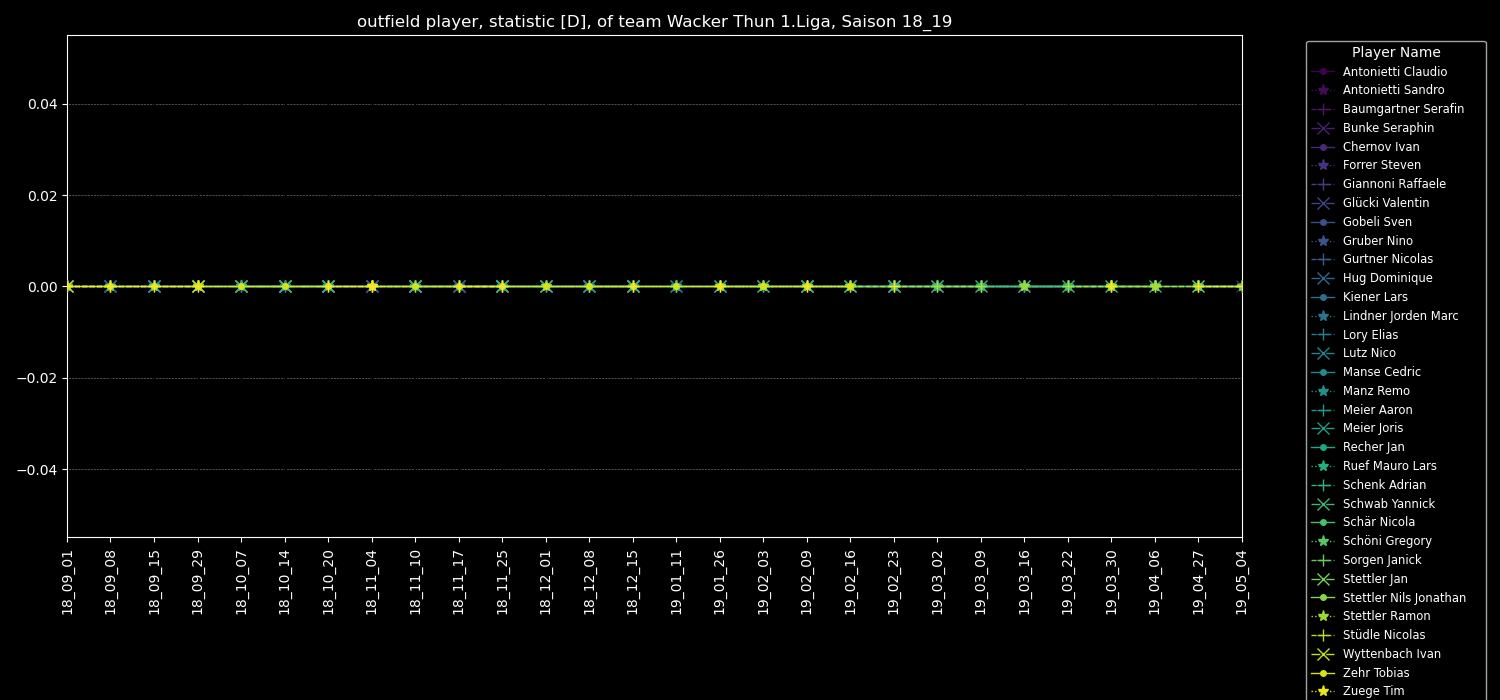 outfield player, statistic [D], of team Wacker Thun 1.Liga, Saison 18_19
0.04
0.02
0.00
−0.02
−0.04
18_09_01
18_09_08
18_09_15
18_09_29
18_10_07
18_10_14
18_10_20
18_11_04
18_11_10
18_11_17
18_11_25
18_12_01
18_12_08
18_12_15
19_01_11
19_01_26
19_02_03
19_02_09
19_02_16
19_02_23
19_03_02
19_03_09
19_03_16
19_03_22
19_03_30
19_04_06
19_04_27
19_05_04
Player Name
Antonietti Claudio
Antonietti Sandro
Baumgartner Serafin
Bunke Seraphin
Chernov Ivan
Forrer Steven
Giannoni Raffaele
Glücki Valentin
Gobeli Sven
Gruber Nino
Gurtner Nicolas
Hug Dominique
Kiener Lars
Lindner Jorden Marc
Lory Elias
Lutz Nico
Manse Cedric
Manz Remo
Meier Aaron
Meier Joris
Recher Jan
Ruef Mauro Lars
Schenk Adrian
Schwab Yannick
Schär Nicola
Schöni Gregory
Sorgen Janick
Stettler Jan
Stettler Nils Jonathan
Stettler Ramon
Stüdle Nicolas
Wyttenbach Ivan
Zehr Tobias
Zuege Tim